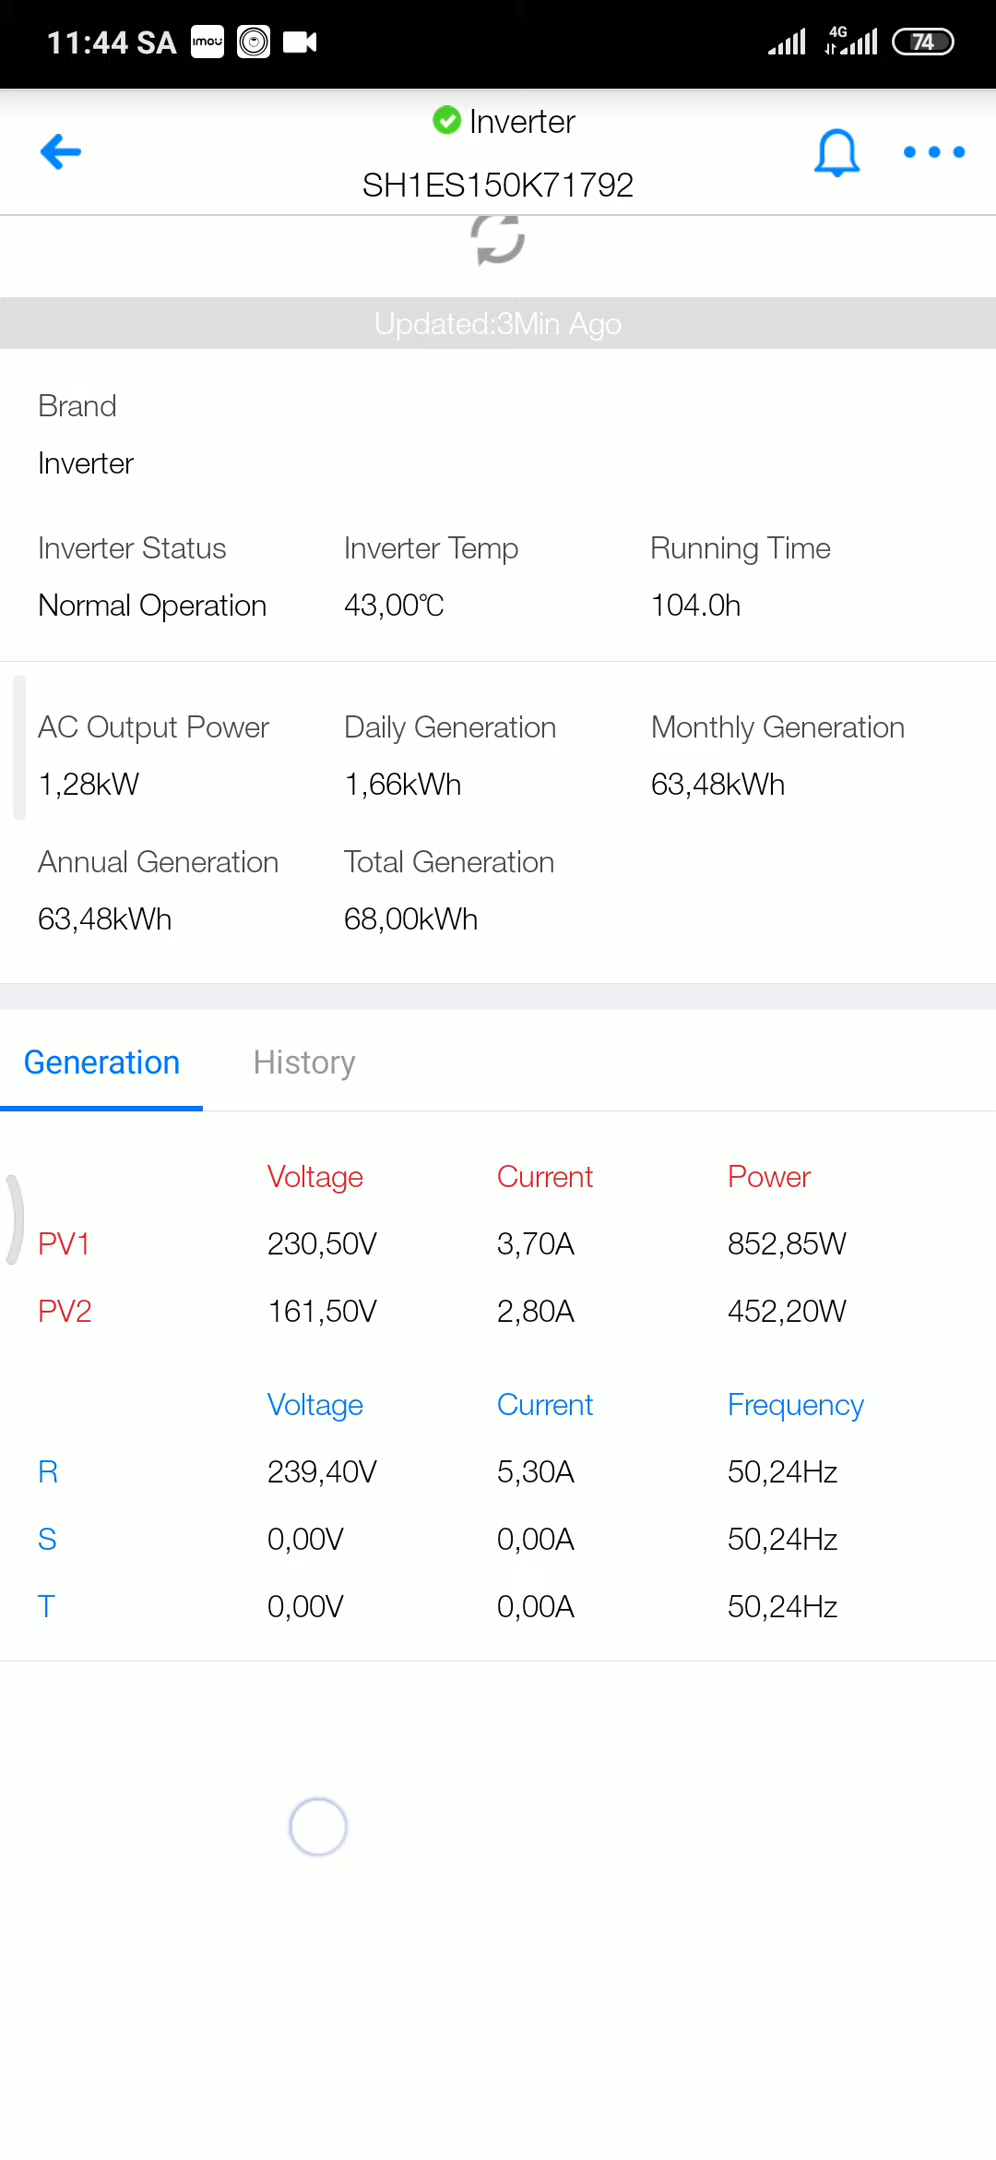 11:44 SA imou 4G 74
Inverter
SH1ES150K71792
Updated:3Min Ago
Brand
Inverter
Inverter Status Inverter Temp Running Time
Normal Operation 43,00℃ 104.0h
AC Output Power Daily Generation Monthly Generation
1,28kW 1,66kWh 63,48kWh
Annual Generation Total Generation
63,48kWh 68,00kWh
Generation History
Voltage Current Power
PV1 230,50V 3,70A 852,85W
PV2 161,50V 2,80A 452,20W
Voltage Current Frequency
R 239,40V 5,30A 50,24Hz
S 0,00V 0,00A 50,24Hz
T 0,00V 0,00A 50,24Hz